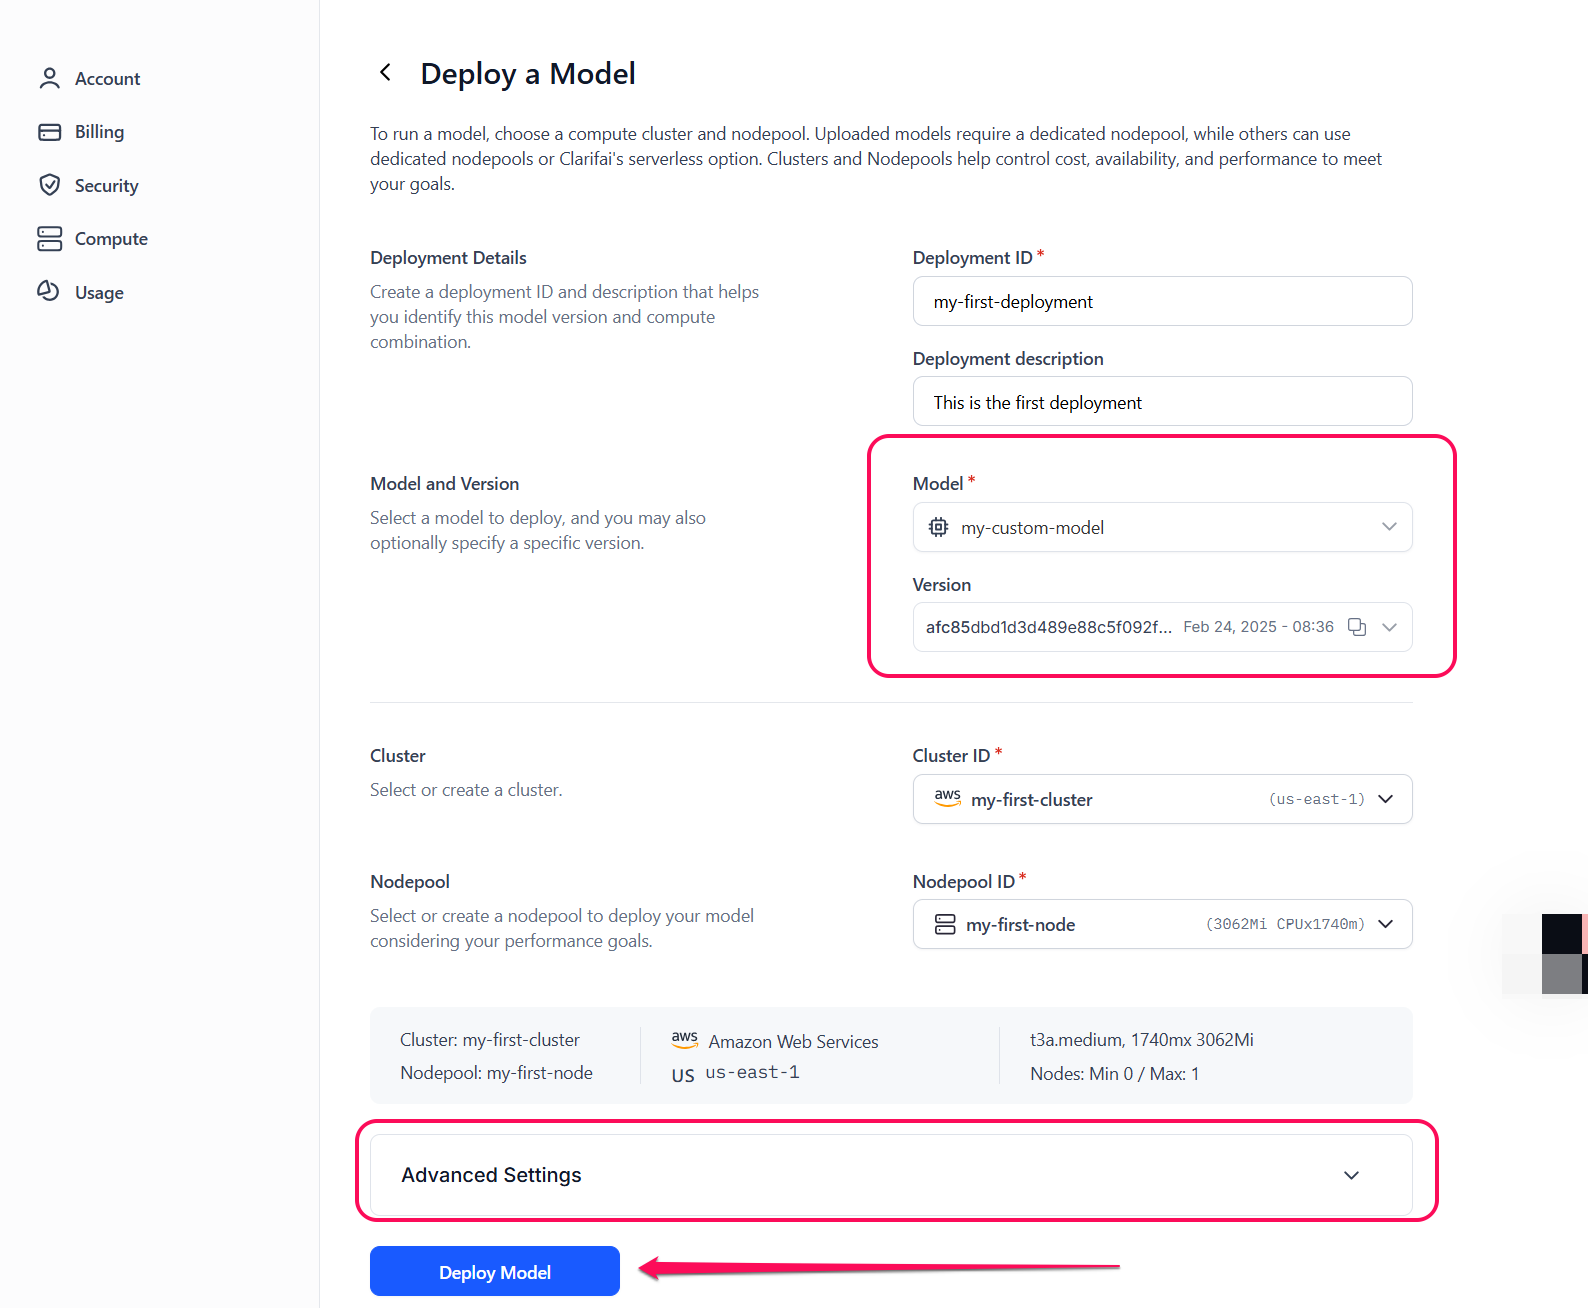 Account
Billing
Security
Compute
Usage
Deploy a Model
To run a model, choose a compute cluster and nodepool. Uploaded models require a dedicated nodepool, while others can use
dedicated nodepools or Clarifai's serverless option. Clusters and Nodepools help control cost, availability, and performance to meet
your goals.
Deployment Details
Create a deployment ID and description that helps
you identify this model version and compute
combination.
Deployment ID *
my-first-deployment
Deployment description
This is the first deployment
Model and Version
Select a model to deploy, and you may also
optionally specify a specific version.
Model *
my-custom-model
Version
afc85dbd1d3d489e88c5f092f... Feb 24, 2025 - 08:36
Cluster
Select or create a cluster.
Cluster ID *
aws my-first-cluster (us-east-1)
Nodepool
Select or create a nodepool to deploy your model
considering your performance goals.
Nodepool ID *
my-first-node (3062Mi CPUx1740m)
Cluster: my-first-cluster
Nodepool: my-first-node
aws Amazon Web Services
US us-east-1
t3a.medium, 1740mx 3062Mi
Nodes: Min 0 / Max: 1
Advanced Settings
Deploy Model